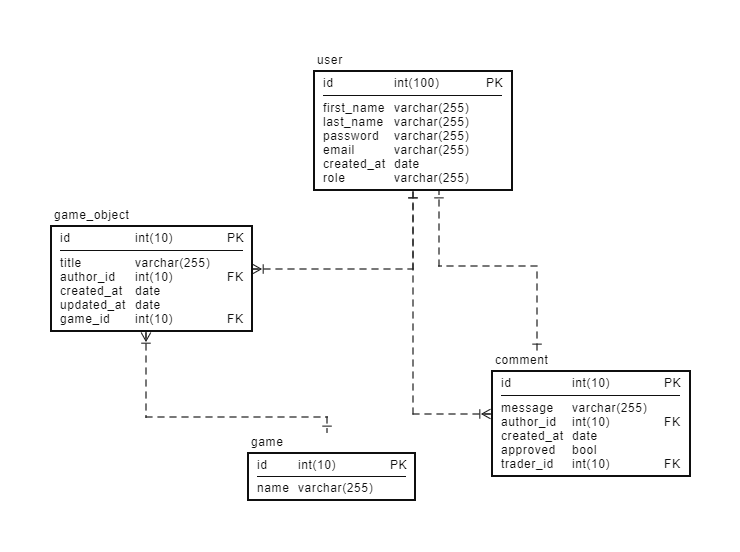 user
id int(100) PK
first_name varchar(255)
last_name varchar(255)
password varchar(255)
email varchar(255)
created_at date
role varchar(255)
game_object
id int(10) PK
title varchar(255)
author_id int(10) FK
created_at date
updated_at date
game_id int(10) FK
comment
id int(10) PK
message varchar(255)
author_id int(10) FK
created_at date
approved bool
trader_id int(10) FK
game
id int(10) PK
name varchar(255)